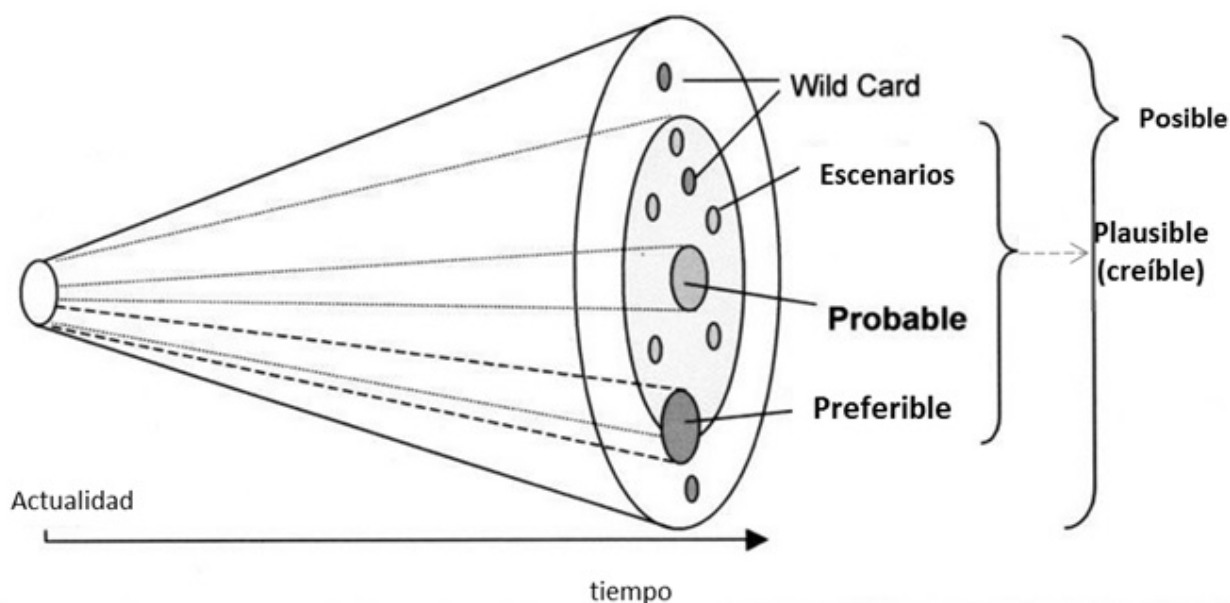 Wild Card
Posible
Escenarios
Plausible
(creíble)
Probable
Preferible
Actualidad
tiempo